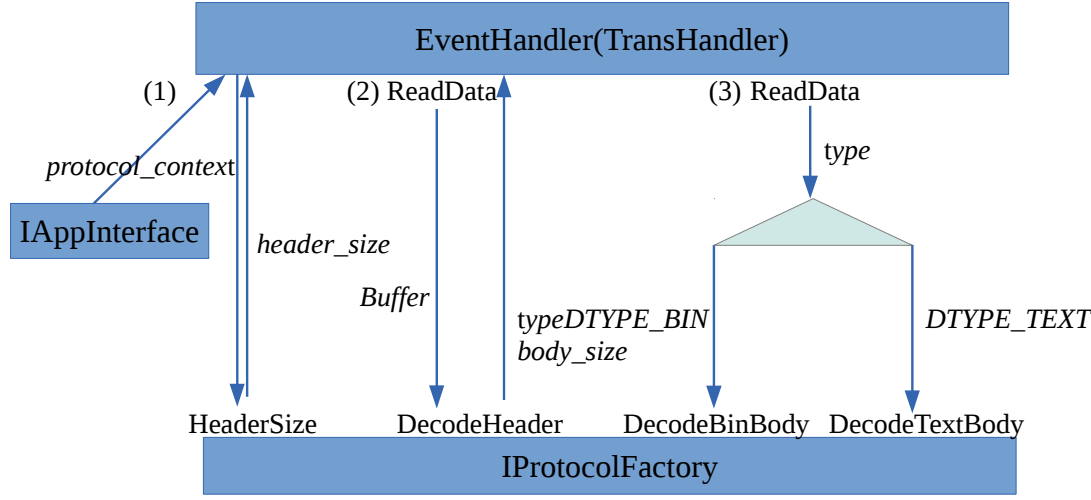 EventHandler(TransHandler)
(1)
(2) ReadData
(3) ReadData
protocol_context
type
IAppInterface
header_size
Buffer
typeDTYPE_BIN
body_size
DTYPE_TEXT
HeaderSize
DecodeHeader
DecodeBinBody
DecodeTextBody
IProtocolFactory